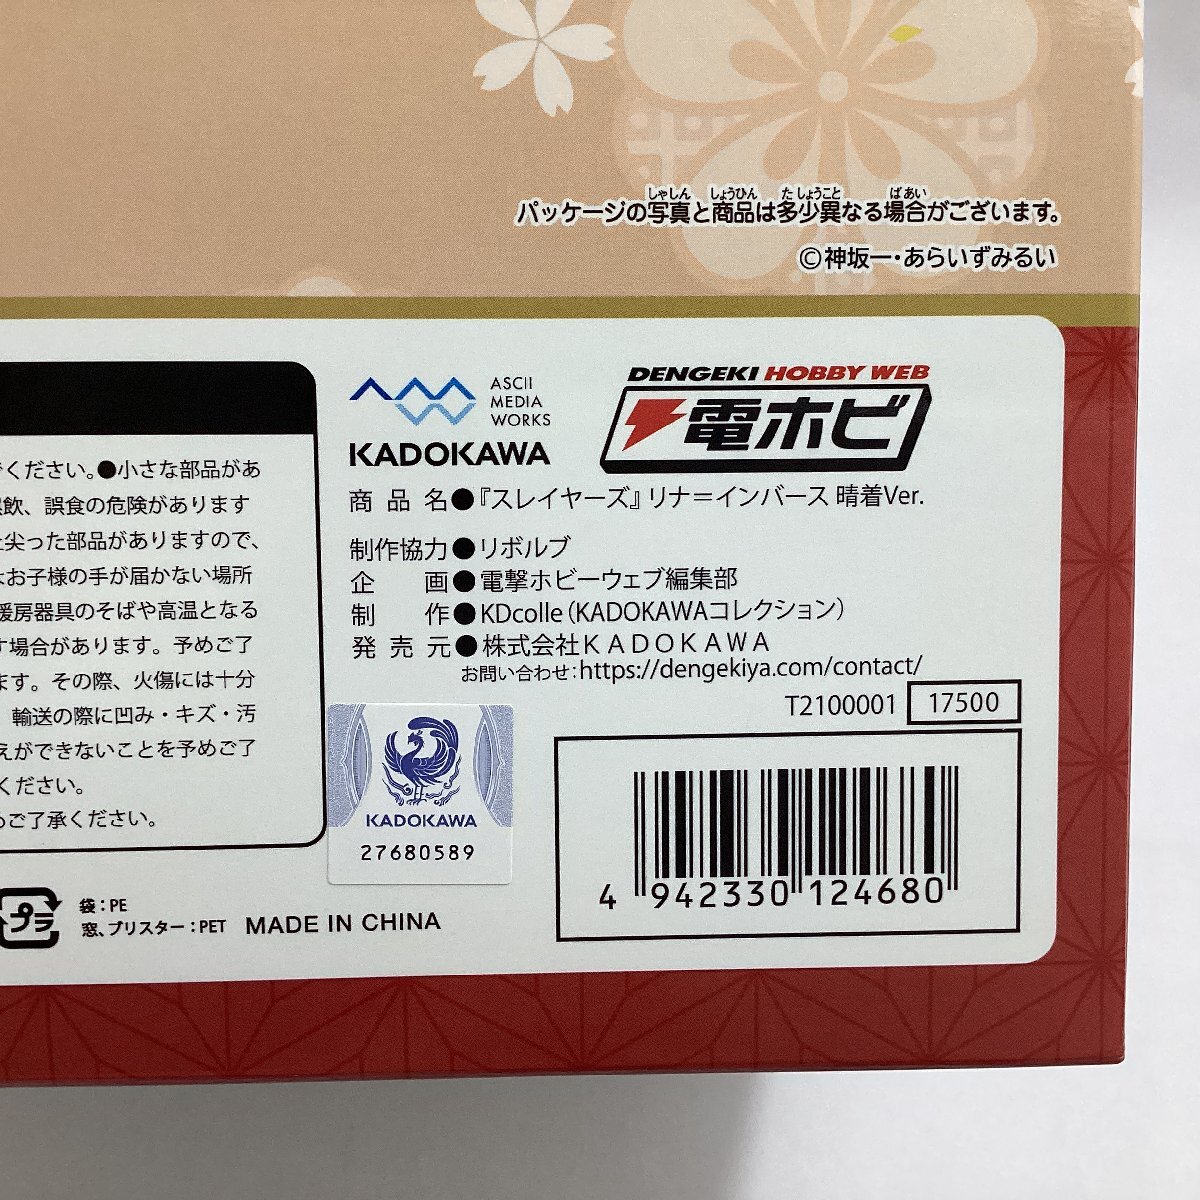 パッケージの写真と商品は多少異なる場合がございます。
しゃしん しょうひん たしょうこと ばあい
©神坂一・あらいずみるい
ASCII
MEDIA
WORKS
KADOKAWA
DENGEKI HOBBY WEB
電ホビ
商品名●『スレイヤーズ』リナ＝インバース 晴着Ver.
制作協力●リボルブ
企画●電撃ホビーウェブ編集部
制作●KDcolle（KADOKAWAコレクション）
発売元●株式会社KADOKAWA
お問い合わせ:https://dengekiya.com/contact/
T2100001 17500
ください。●小さな部品があ
飲、誤食の危険があります
尖った部品がありますので、
お子様の手が届かない場所
暖房器具のそばや高温となる
す場合があります。予めご了
ます。その際、火傷には十分
輸送の際に凹み・キズ・汚
えができないことを予めご了
ください。
めご了承ください。
KADOKAWA
27680589
4 942330 124680
プラ
袋:PE
窓、ブリスター:PET
MADE IN CHINA